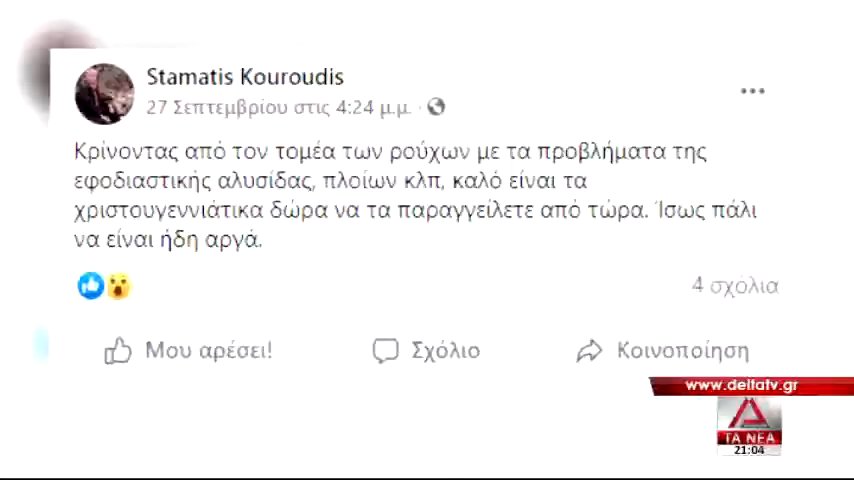 Stamatis Kouroudis
27 Σεπτεμβρίου στις 4:24 μ.μ. ·
Κρίνοντας από τον τομέα των ρούχων με τα προβλήματα της
εφοδιαστικής αλυσίδας, πλοίων κλπ, καλό είναι τα
χριστουγεννιάτικα δώρα να τα παραγγείλετε από τώρα. Ίσως πάλι
να είναι ήδη αργά.
4 σχόλια
Μου αρέσει!
Σχόλιο
Κοινοποίηση
www.deltatv.gr
ΤΑ ΝΕΑ
21:04